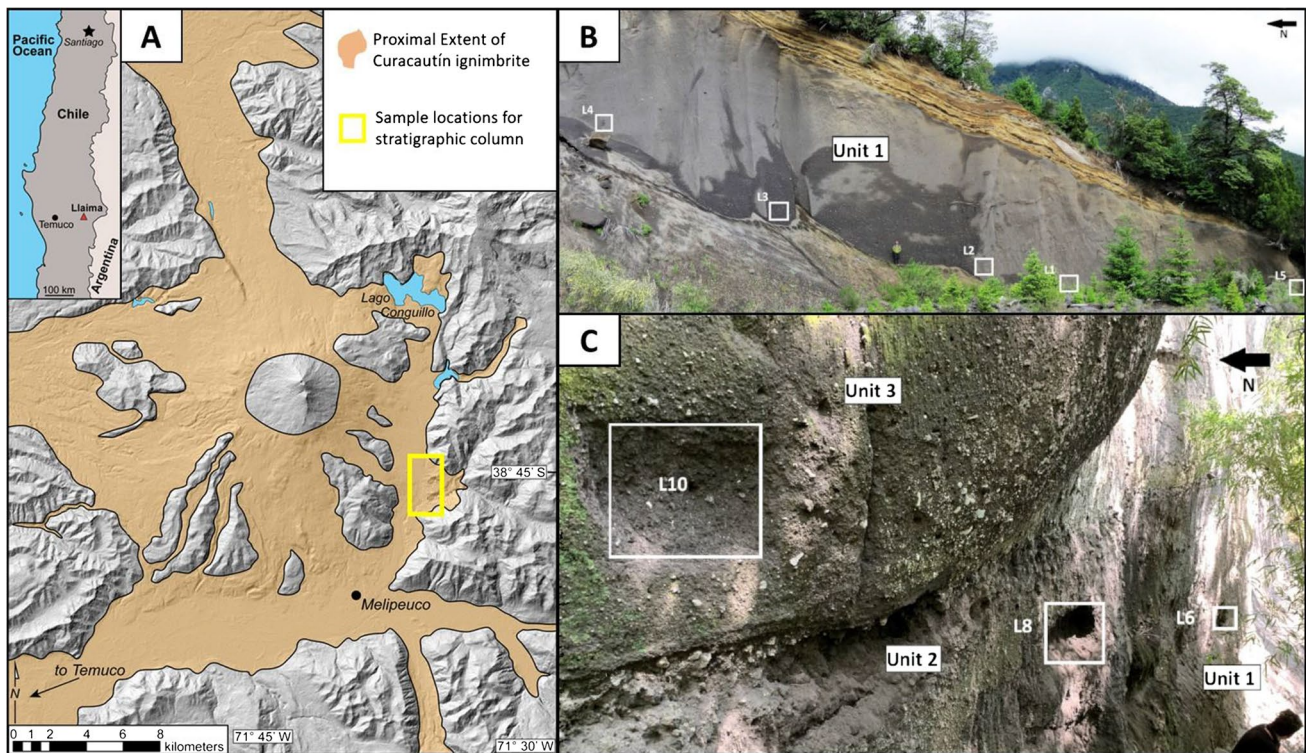 Pacific
Ocean
Santiago
Chile
Llaima
Temuco
Argentina
100 km
A
Proximal Extent of
Curacautín ignimbrite
Sample locations for
stratigraphic column
Lago
Conguillo
38° 45' S
Melipeuco
to Temuco
N
0 1 2 4 6 8
kilometers
71° 45' W
71° 30' W
B
N
L4
Unit 1
L3
L2
L1
L5
C
N
Unit 3
L10
L8
L6
Unit 2
Unit 1